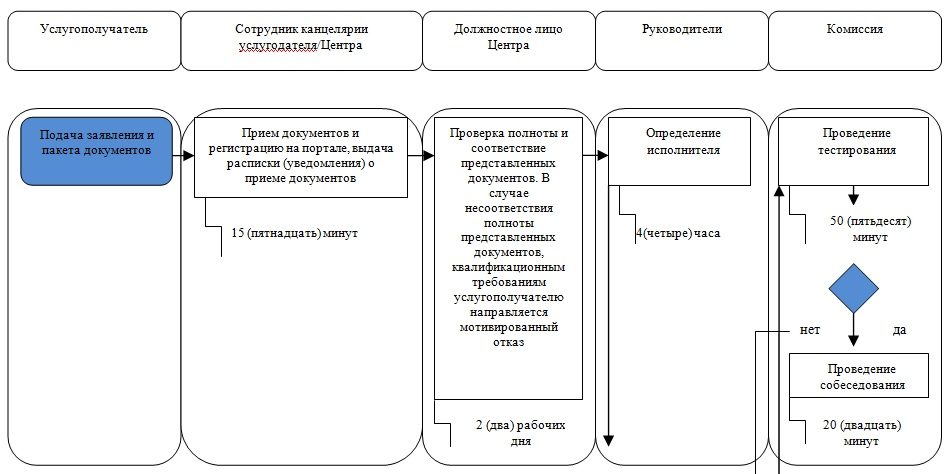 Услугополучатель
Сотрудник канцелярии
услугодателя/Центра
Должностное лицо
Центра
Руководители
Комиссия
Подача заявления и
пакета документов
Прием документов и
регистрацию на портале, выдача
расписки (уведомления) о
приеме документов
15 (пятнадцать) минут
Проверка полноты и
соответствие
представленных
документов. В
случае
несоответствия
полноты
представленных
документов,
квалификационным
требованиям
услугополучателю
направляется
мотивированный
отказ
2 (два) рабочих
дня
Определение
исполнителя
4(четыре) часа
Проведение
тестирования
50 (пятьдесят)
минут
нет
да
Проведение
собеседования
20 (двадцать)
минут